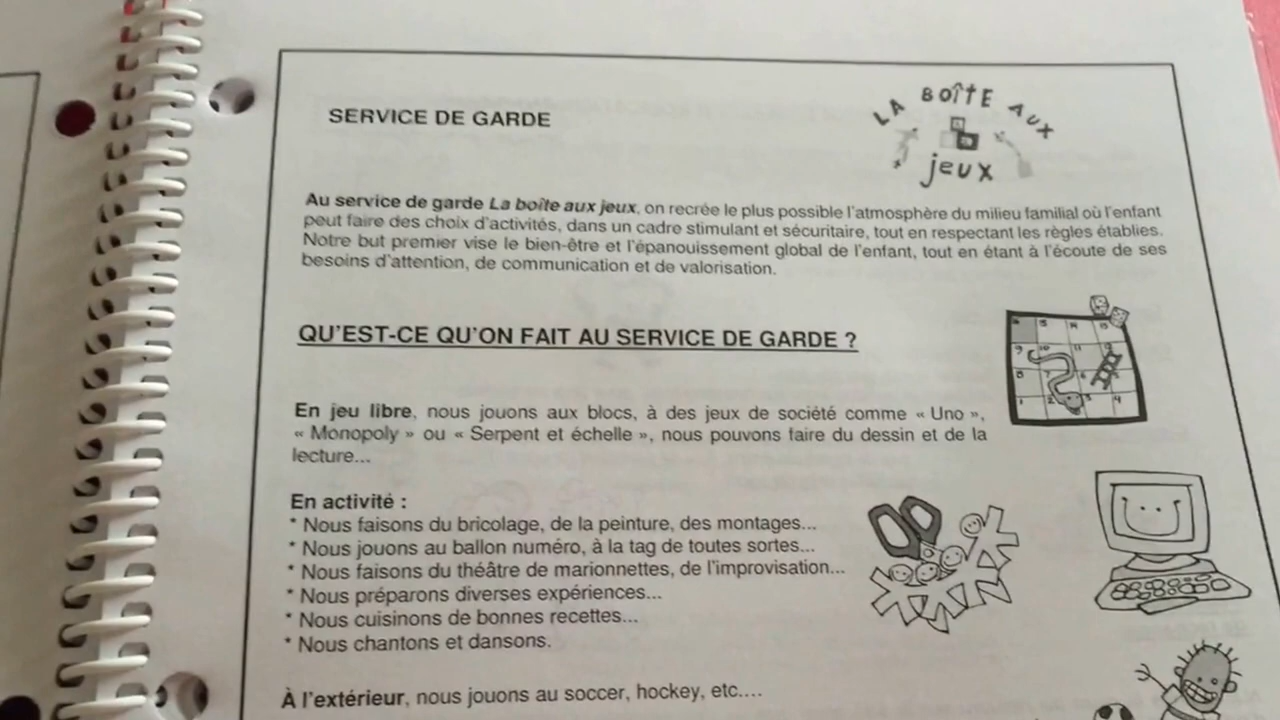 SERVICE DE GARDE
LA BOÎTE AUX
jeux
Au service de garde La boîte aux jeux, on recrée le plus possible l'atmosphère du milieu familial où l'enfant
peut faire des choix d'activités, dans un cadre stimulant et sécuritaire, tout en respectant les règles établies.
Notre but premier vise le bien-être et l'épanouissement global de l'enfant, tout en étant à l'écoute de ses
besoins d'attention, de communication et de valorisation.
QU'EST-CE QU'ON FAIT AU SERVICE DE GARDE ?
En jeu libre, nous jouons aux blocs, à des jeux de société comme « Uno »,
« Monopoly » ou « Serpent et échelle », nous pouvons faire du dessin et de la
lecture...
En activité :
* Nous faisons du bricolage, de la peinture, des montages...
* Nous jouons au ballon numéro, à la tag de toutes sortes...
* Nous faisons du théâtre de marionnettes, de l'improvisation...
* Nous préparons diverses expériences...
* Nous cuisinons de bonnes recettes...
* Nous chantons et dansons.
À l'extérieur, nous jouons au soccer, hockey, etc....